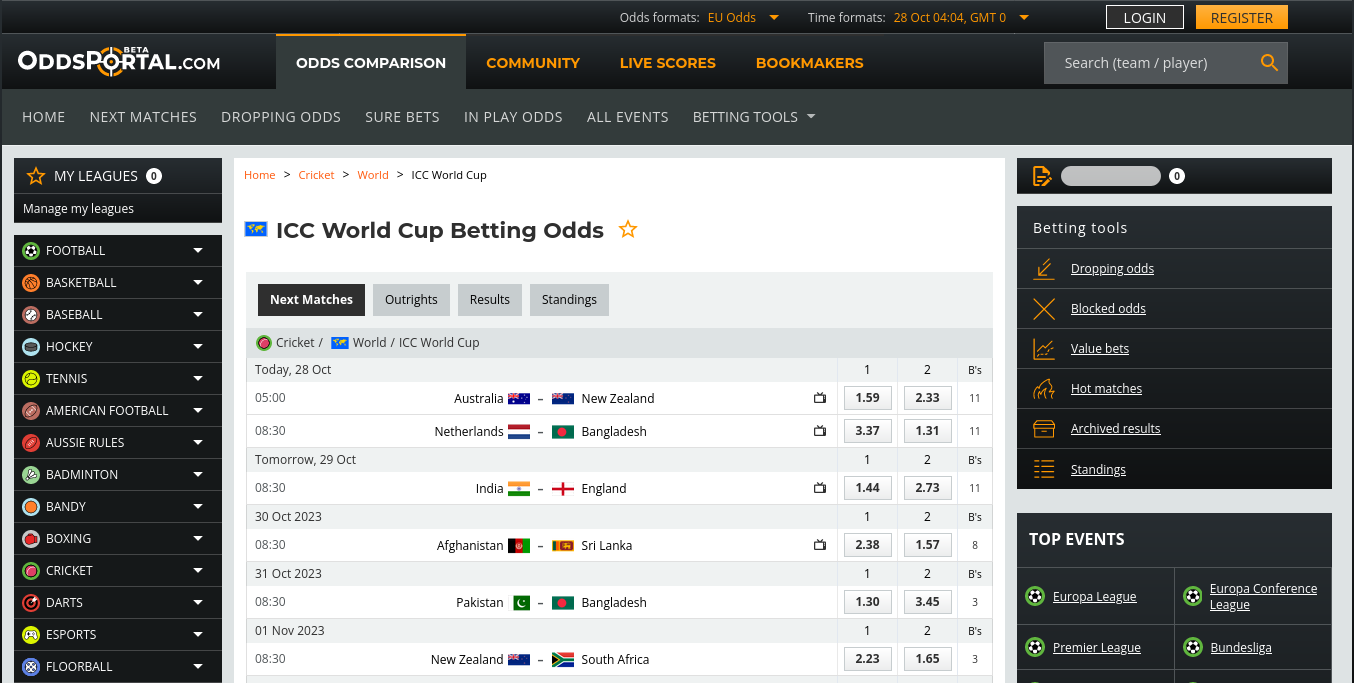 Odds formats: EU Odds Time formats: 28 Oct 04:04, GMT 0 LOGIN REGISTER
ODDSPORTAL.COM BETA
ODDS COMPARISON COMMUNITY LIVE SCORES BOOKMAKERS Search (team / player)
HOME NEXT MATCHES DROPPING ODDS SURE BETS IN PLAY ODDS ALL EVENTS BETTING TOOLS
MY LEAGUES 0
Manage my leagues
FOOTBALL
BASKETBALL
BASEBALL
HOCKEY
TENNIS
AMERICAN FOOTBALL
AUSSIE RULES
BADMINTON
BANDY
BOXING
CRICKET
DARTS
ESPORTS
FLOORBALL
Home > Cricket > World > ICC World Cup
ICC World Cup Betting Odds
Next Matches Outrights Results Standings
Cricket / World / ICC World Cup
Today, 28 Oct 1 2 B's
05:00 Australia – New Zealand 1.59 2.33 11
08:30 Netherlands – Bangladesh 3.37 1.31 11
Tomorrow, 29 Oct 1 2 B's
08:30 India – England 1.44 2.73 11
30 Oct 2023 1 2 B's
08:30 Afghanistan – Sri Lanka 2.38 1.57 8
31 Oct 2023 1 2 B's
08:30 Pakistan – Bangladesh 1.30 3.45 3
01 Nov 2023 1 2 B's
08:30 New Zealand – South Africa 2.23 1.65 3
0
Betting tools
Dropping odds
Blocked odds
Value bets
Hot matches
Archived results
Standings
TOP EVENTS
Europa League
Europa Conference
League
Premier League
Bundesliga